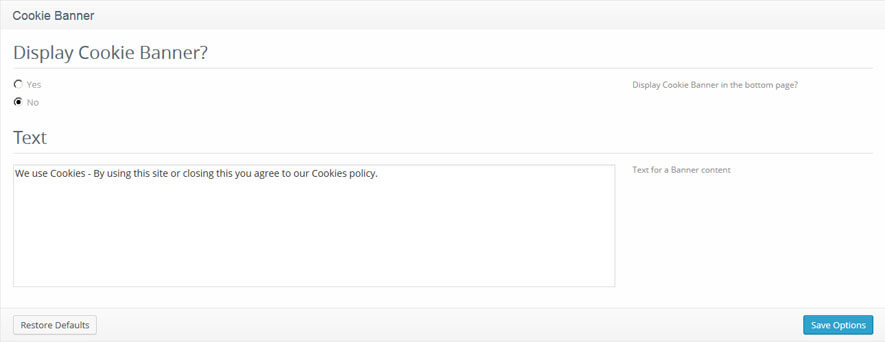 Cookie Banner
Display Cookie Banner?
Yes
Display Cookie Banner in the bottom page?
No
Text
We use Cookies - By using this site or closing this you agree to our Cookies policy.
Text for a Banner content
Restore Defaults
Save Options